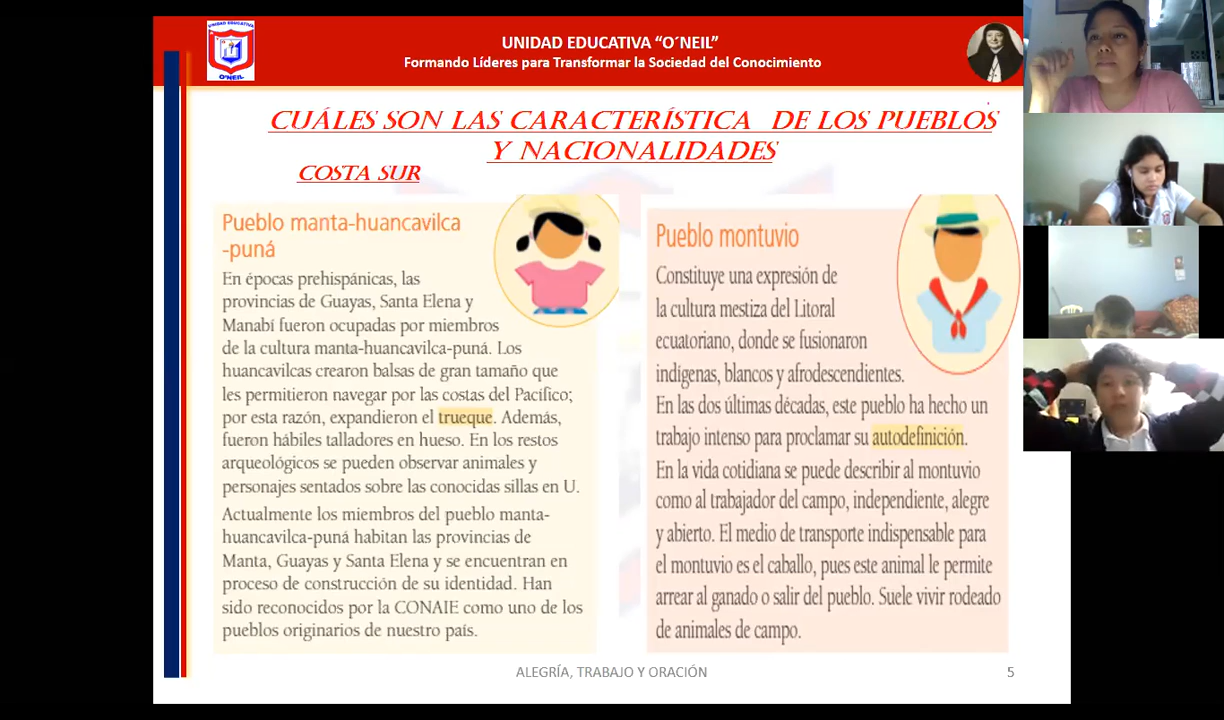 UNIDAD EDUCATIVA
O´NEIL
UNIDAD EDUCATIVA “O´NEIL”
Formando Líderes para Transformar la Sociedad del Conocimiento
CUÁLES SON LAS CARACTERÍSTICA DE LOS PUEBLOS
Y NACIONALIDADES
COSTA SUR
Pueblo manta-huancavilca
-puná
En épocas prehispánicas, las
provincias de Guayas, Santa Elena y
Manabí fueron ocupadas por miembros
de la cultura manta-huancavilca-puná. Los
huancavilcas crearon balsas de gran tamaño que
les permitieron navegar por las costas del Pacífico;
por esta razón, expandieron el trueque. Además,
fueron hábiles talladores en hueso. En los restos
arqueológicos se pueden observar animales y
personajes sentados sobre las conocidas sillas en U.
Actualmente los miembros del pueblo manta-
huancavilca-puná habitan las provincias de
Manta, Guayas y Santa Elena y se encuentran en
proceso de construcción de su identidad. Han
sido reconocidos por la CONAIE como uno de los
pueblos originarios de nuestro país.
Pueblo montuvio
Constituye una expresión de
la cultura mestiza del Litoral
ecuatoriano, donde se fusionaron
indígenas, blancos y afrodescendientes.
En las dos últimas décadas, este pueblo ha hecho un
trabajo intenso para proclamar su autodefinición.
En la vida cotidiana se puede describir al montuvio
como al trabajador del campo, independiente, alegre
y abierto. El medio de transporte indispensable para
el montuvio es el caballo, pues este animal le permite
arrear al ganado o salir del pueblo. Suele vivir rodeado
de animales de campo.
ALEGRÍA, TRABAJO Y ORACIÓN
5